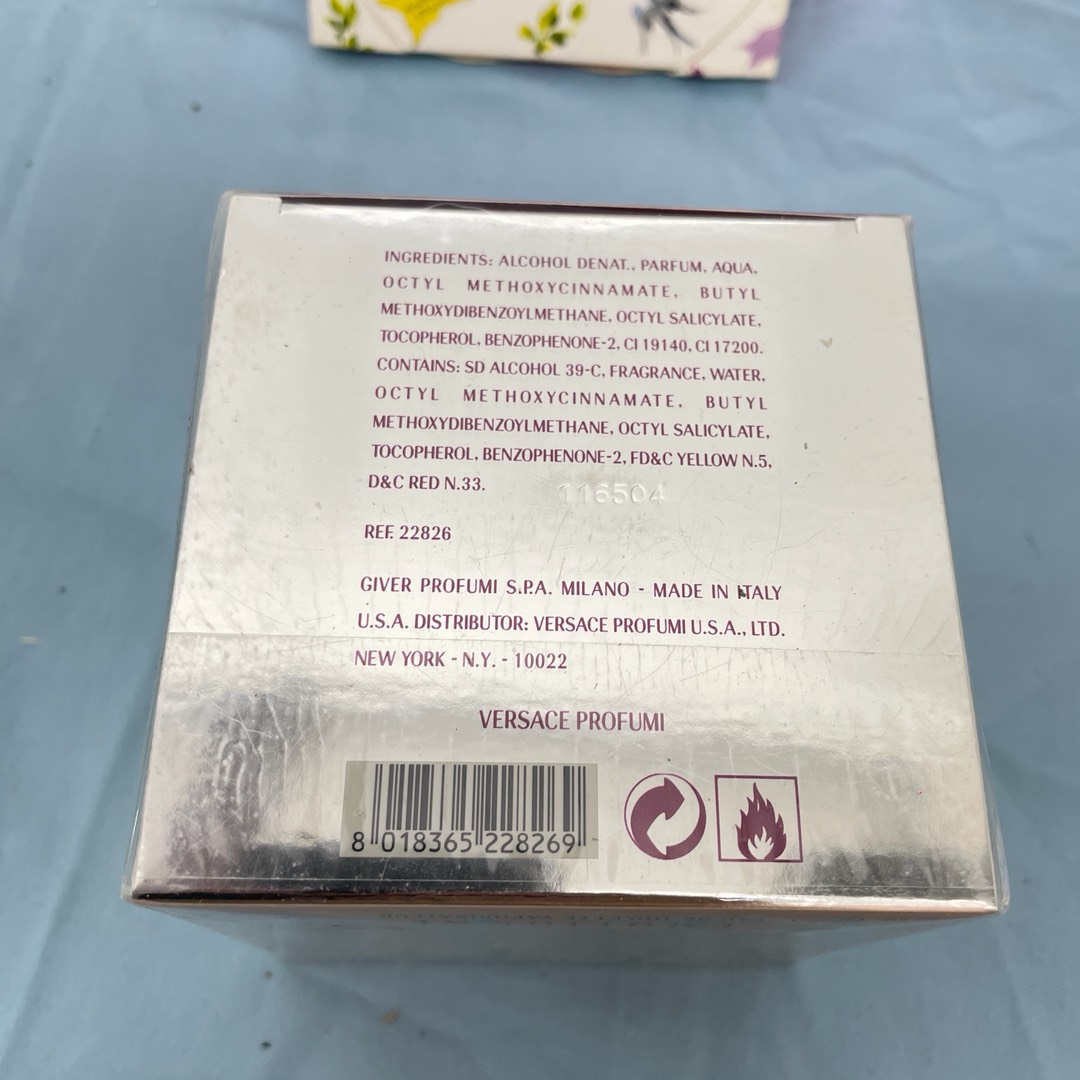 INGREDIENTS: ALCOHOL DENAT., PARFUM, AQUA,
OCTYL METHOXYCINNAMATE, BUTYL
METHOXYDIBENZOYLMETHANE, OCTYL SALICYLATE,
TOCOPHEROL, BENZOPHENONE-2, CI 19140, CI 17200.
CONTAINS: SD ALCOHOL 39-C, FRAGRANCE, WATER,
OCTYL METHOXYCINNAMATE, BUTYL
METHOXYDIBENZOYLMETHANE, OCTYL SALICYLATE,
TOCOPHEROL, BENZOPHENONE-2, FD&C YELLOW N.5,
D&C RED N.33.
116504
REF. 22826
GIVER PROFUMI S.P.A. MILANO - MADE IN ITALY
U.S.A. DISTRIBUTOR: VERSACE PROFUMI U.S.A., LTD.
NEW YORK - N.Y. - 10022
VERSACE PROFUMI
8 018365 228269